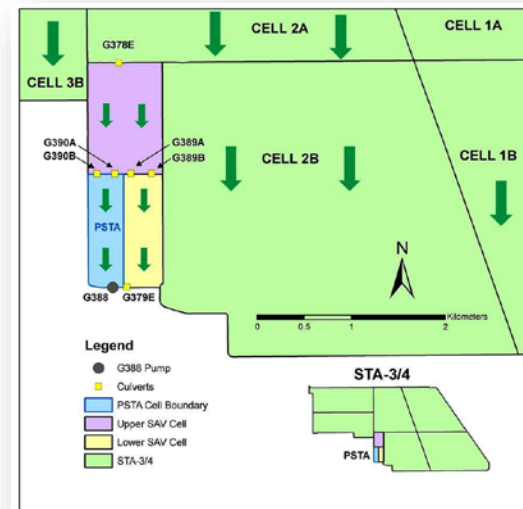 CELL 2A
CELL 1A
G378E
CELL 3B
G390A
G390B
G389A
G389B
CELL 2B
CELL 1B
PSTA
N
G388
G379E
0 0.5 1 2
Kilometers
Legend
G388 Pump
Culverts
PSTA Cell Boundary
Upper SAV Cell
Lower SAV Cell
STA-3/4
STA-3/4
PSTA